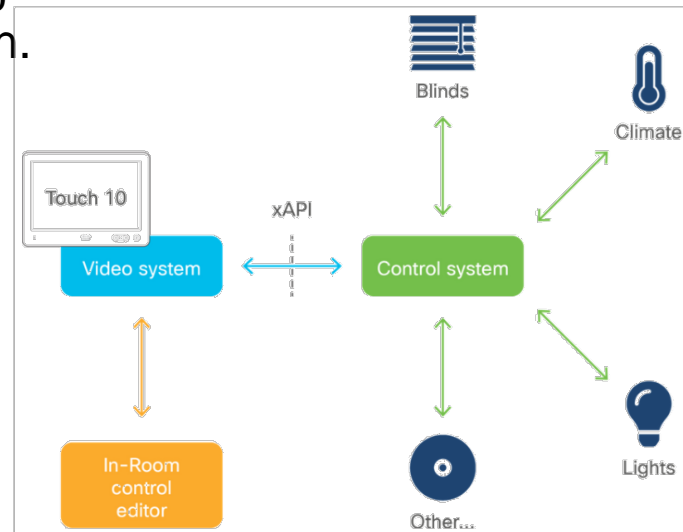 n.
Blinds
Climate
Touch 10
xAPI
Video system
Control system
In-Room
control
editor
Other...
Lights